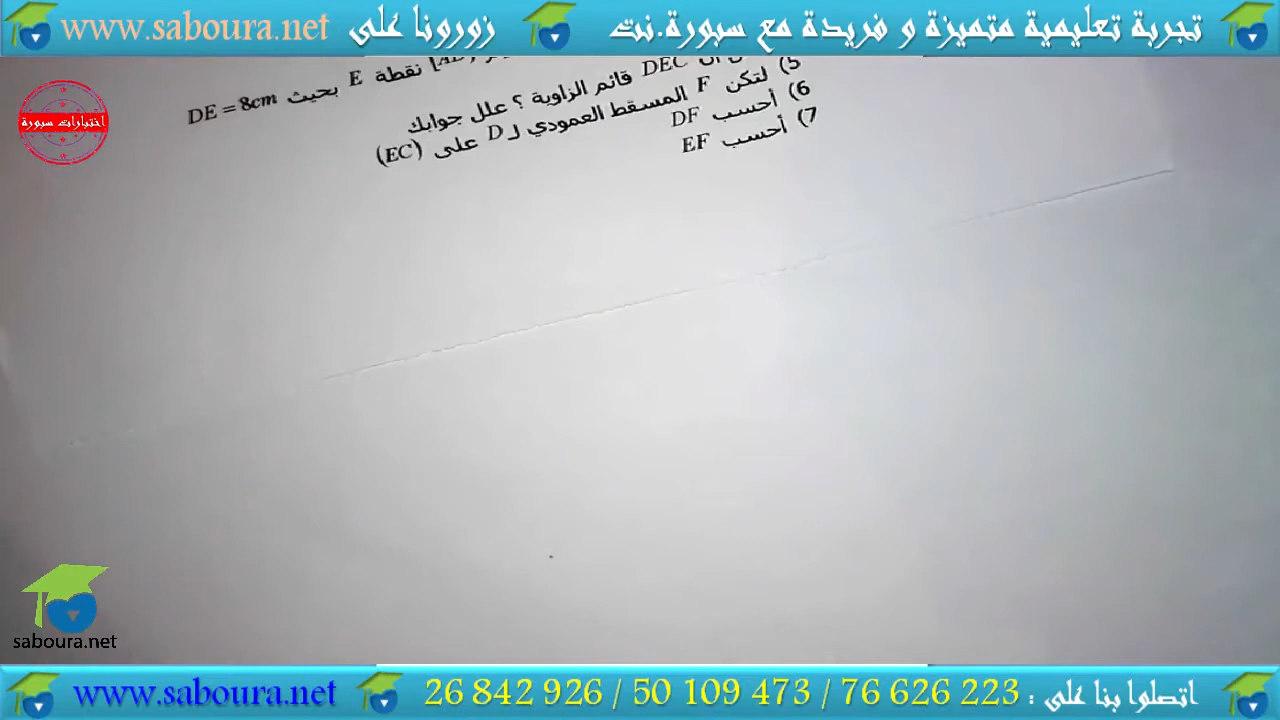 تجربة تعليمية متميزة و فريدة مع سبورة.نت زورونا على www.saboura.net
اختبارات سبورة
[AD] نقطة E بحيث DE = 8cm
DEC قائم الزاوية ؟ علل جوابك
5) لتكن F المسقط العمودي لـ D على (EC)
6) أحسب DF
7) أحسب EF
saboura.net
اتصلوا بنا على : 26 842 926 / 50 109 473 / 76 626 223 www.saboura.net